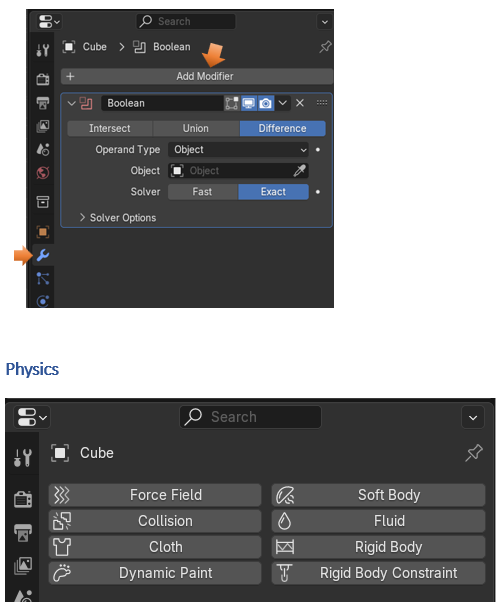 Search
Cube > Boolean
+ Add Modifier
Boolean
Intersect Union Difference
Operand Type Object
Object Object
Solver Fast Exact
Solver Options
Physics
Search
Cube
Force Field Soft Body
Collision Fluid
Cloth Rigid Body
Dynamic Paint Rigid Body Constraint